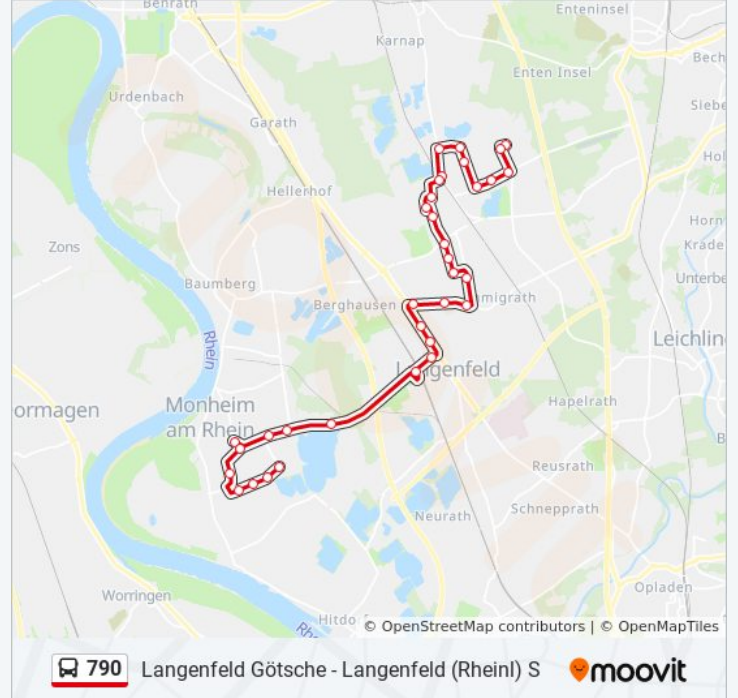 Benrath
Enteninsel
Karnap
Bech
Enten Insel
Urdenbach
Siebe
Garath
Hol
Hellerhof
Horn
Zons
Krade
Baumberg
Unterbe
Berghausen
migrath
Rhein
Leichlin
Langenfeld
ormagen
Monheim
am Rhein
Hapelrath
B
Reusrath
Schnepprath
Neurath
Opladen
Worringen
Hitdo
© OpenStreetMap contributors | © OpenMapTiles
790 Langenfeld Götsche - Langenfeld (Rheinl) S moovit